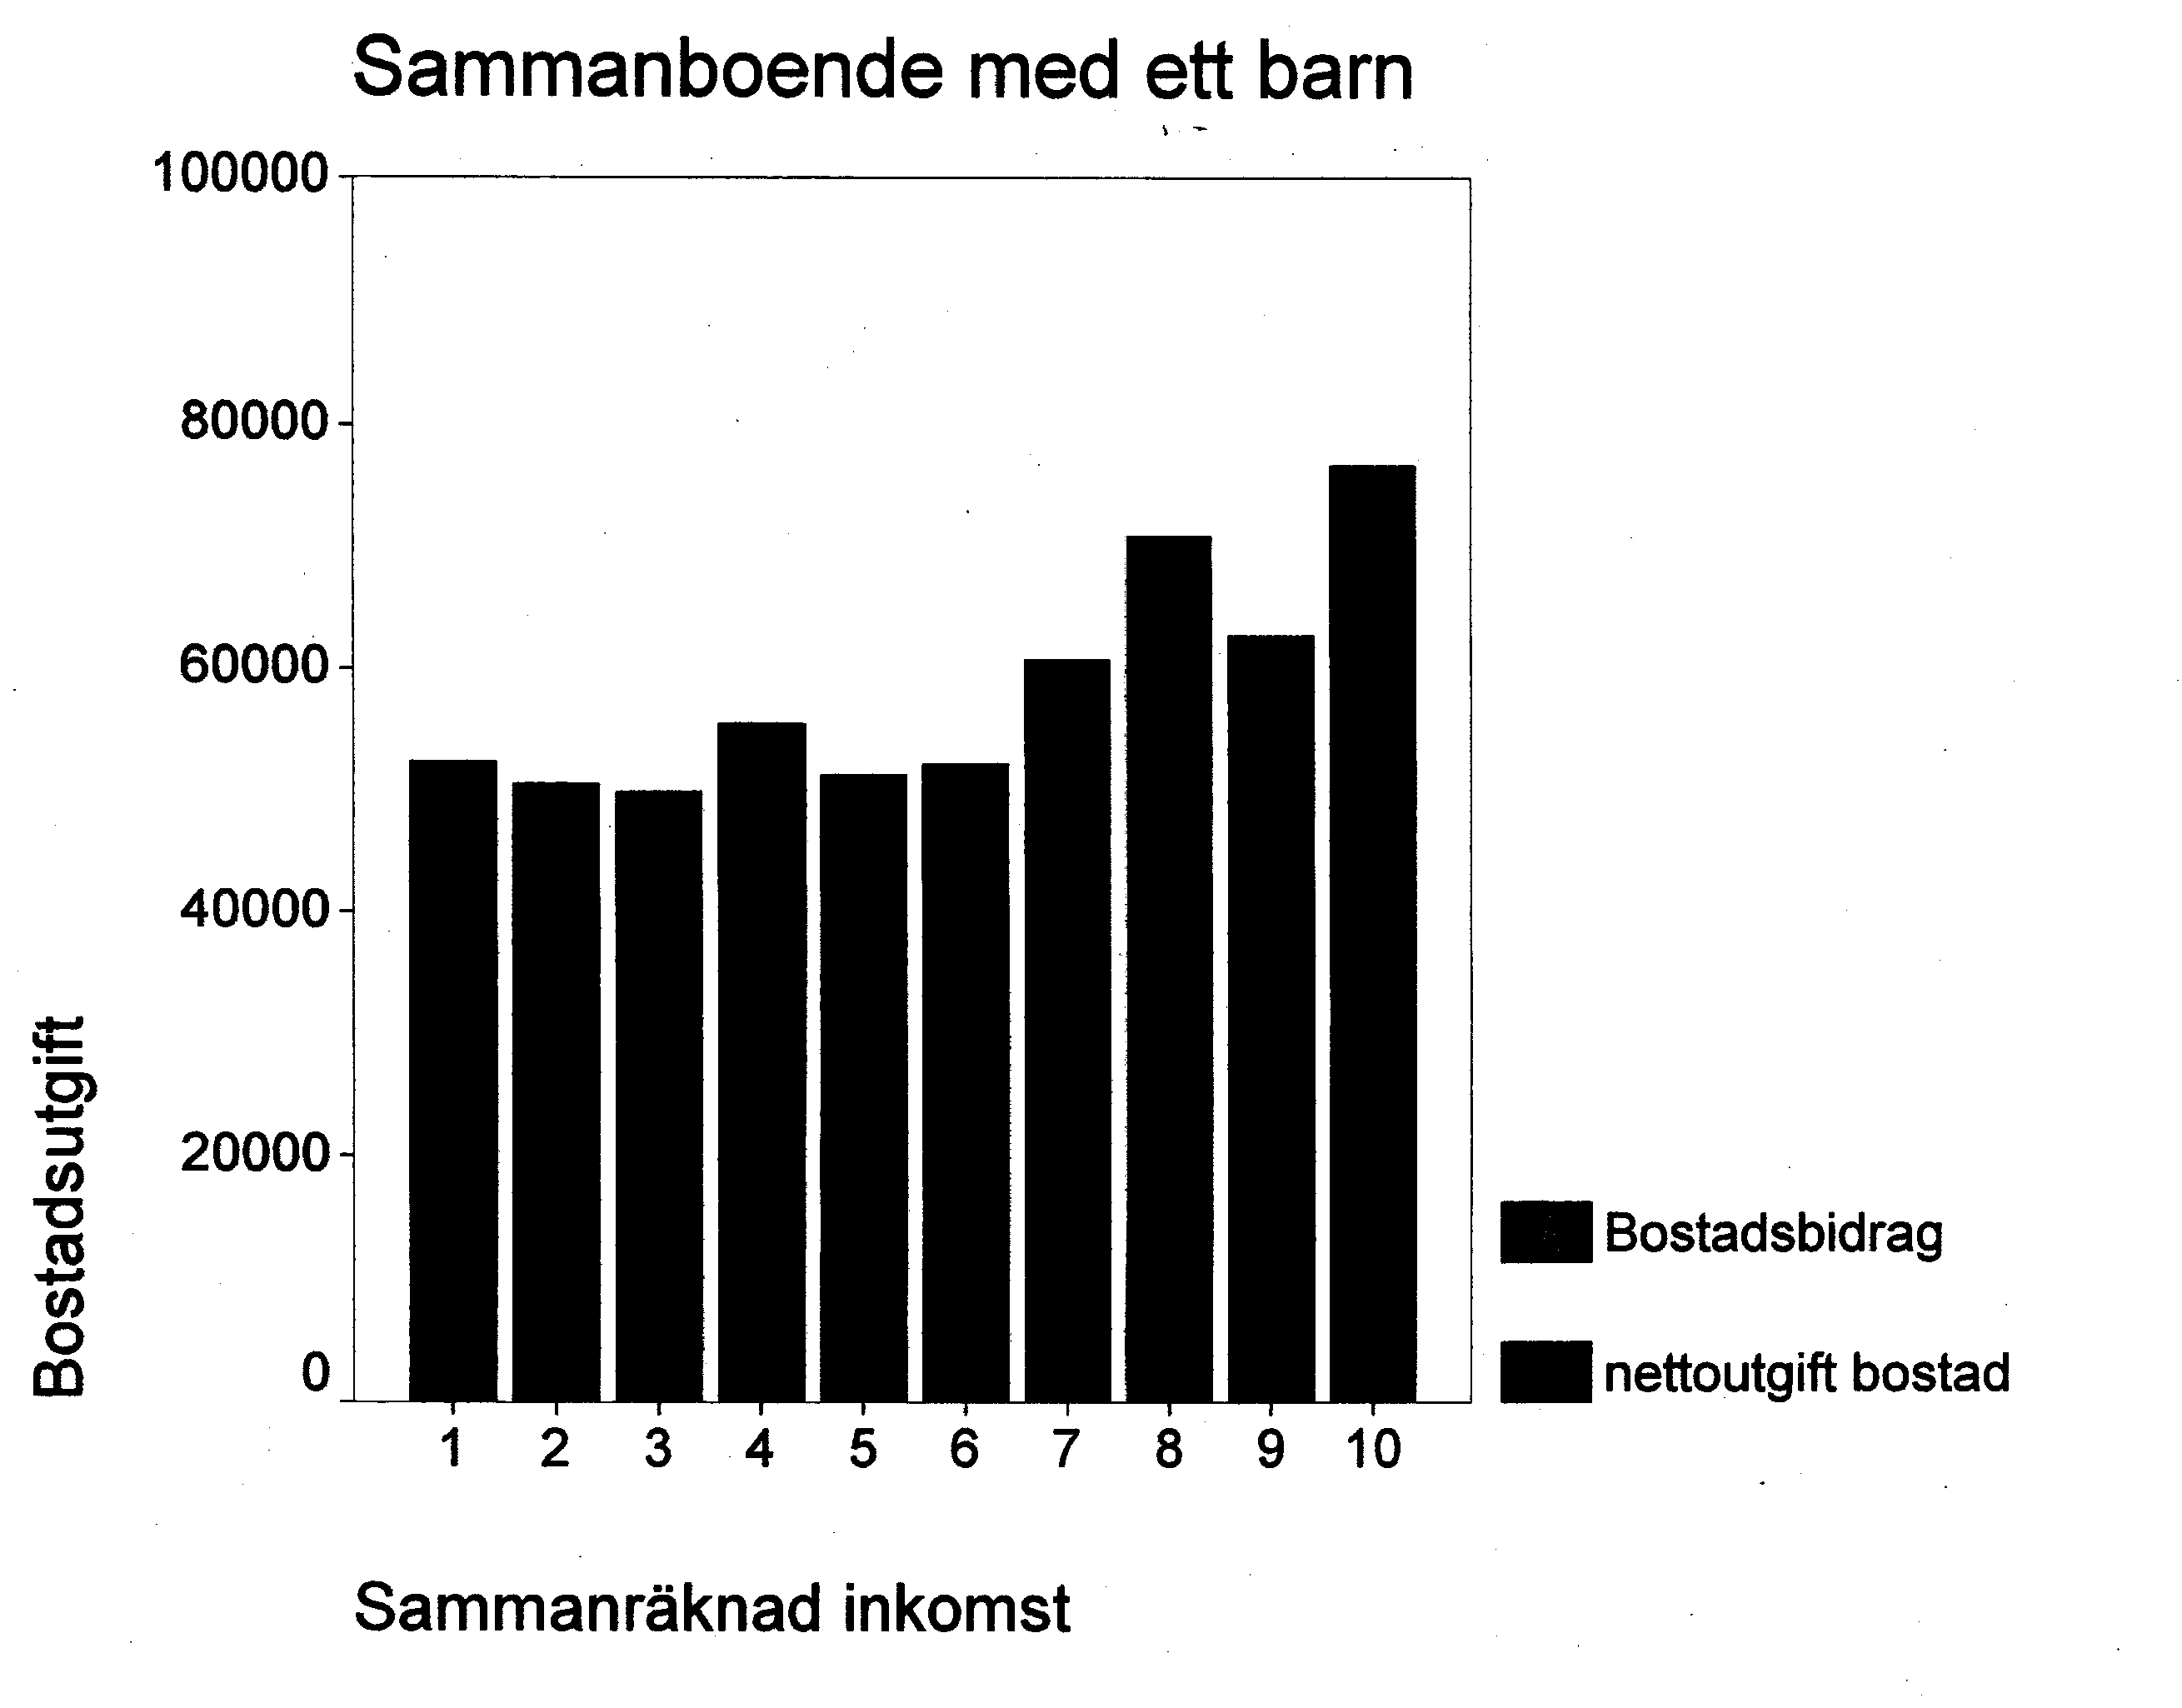 Sammanboende med ett barn
100000
80000
60000
40000
20000
0
Bostadsutgift
1 2 3 4 5 6 7 8 9 10
Sammanräknad inkomst
Bostadsbidrag
nettoutgift bostad